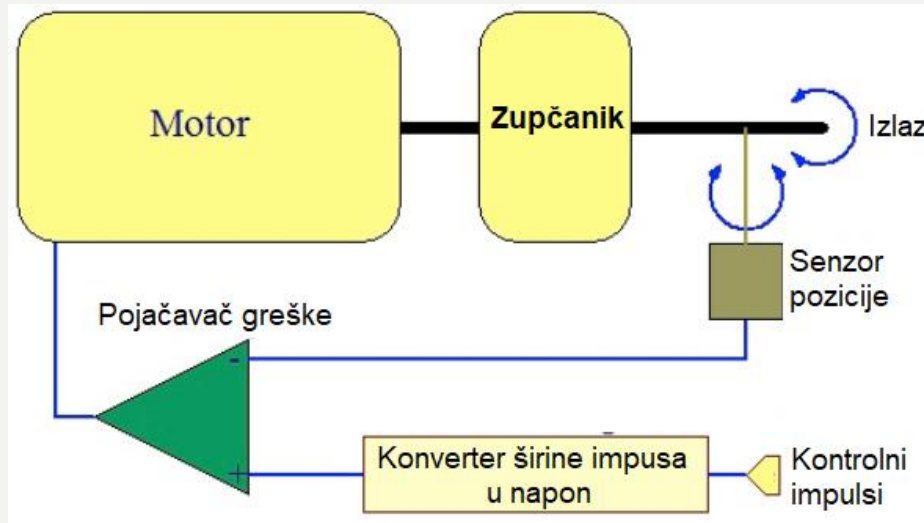 Motor
Zupčanik
Izlaz
Senzor
pozicije
Pojačavač greške
-
+
Konverter širine impusa
u napon
Kontrolni
impulsi